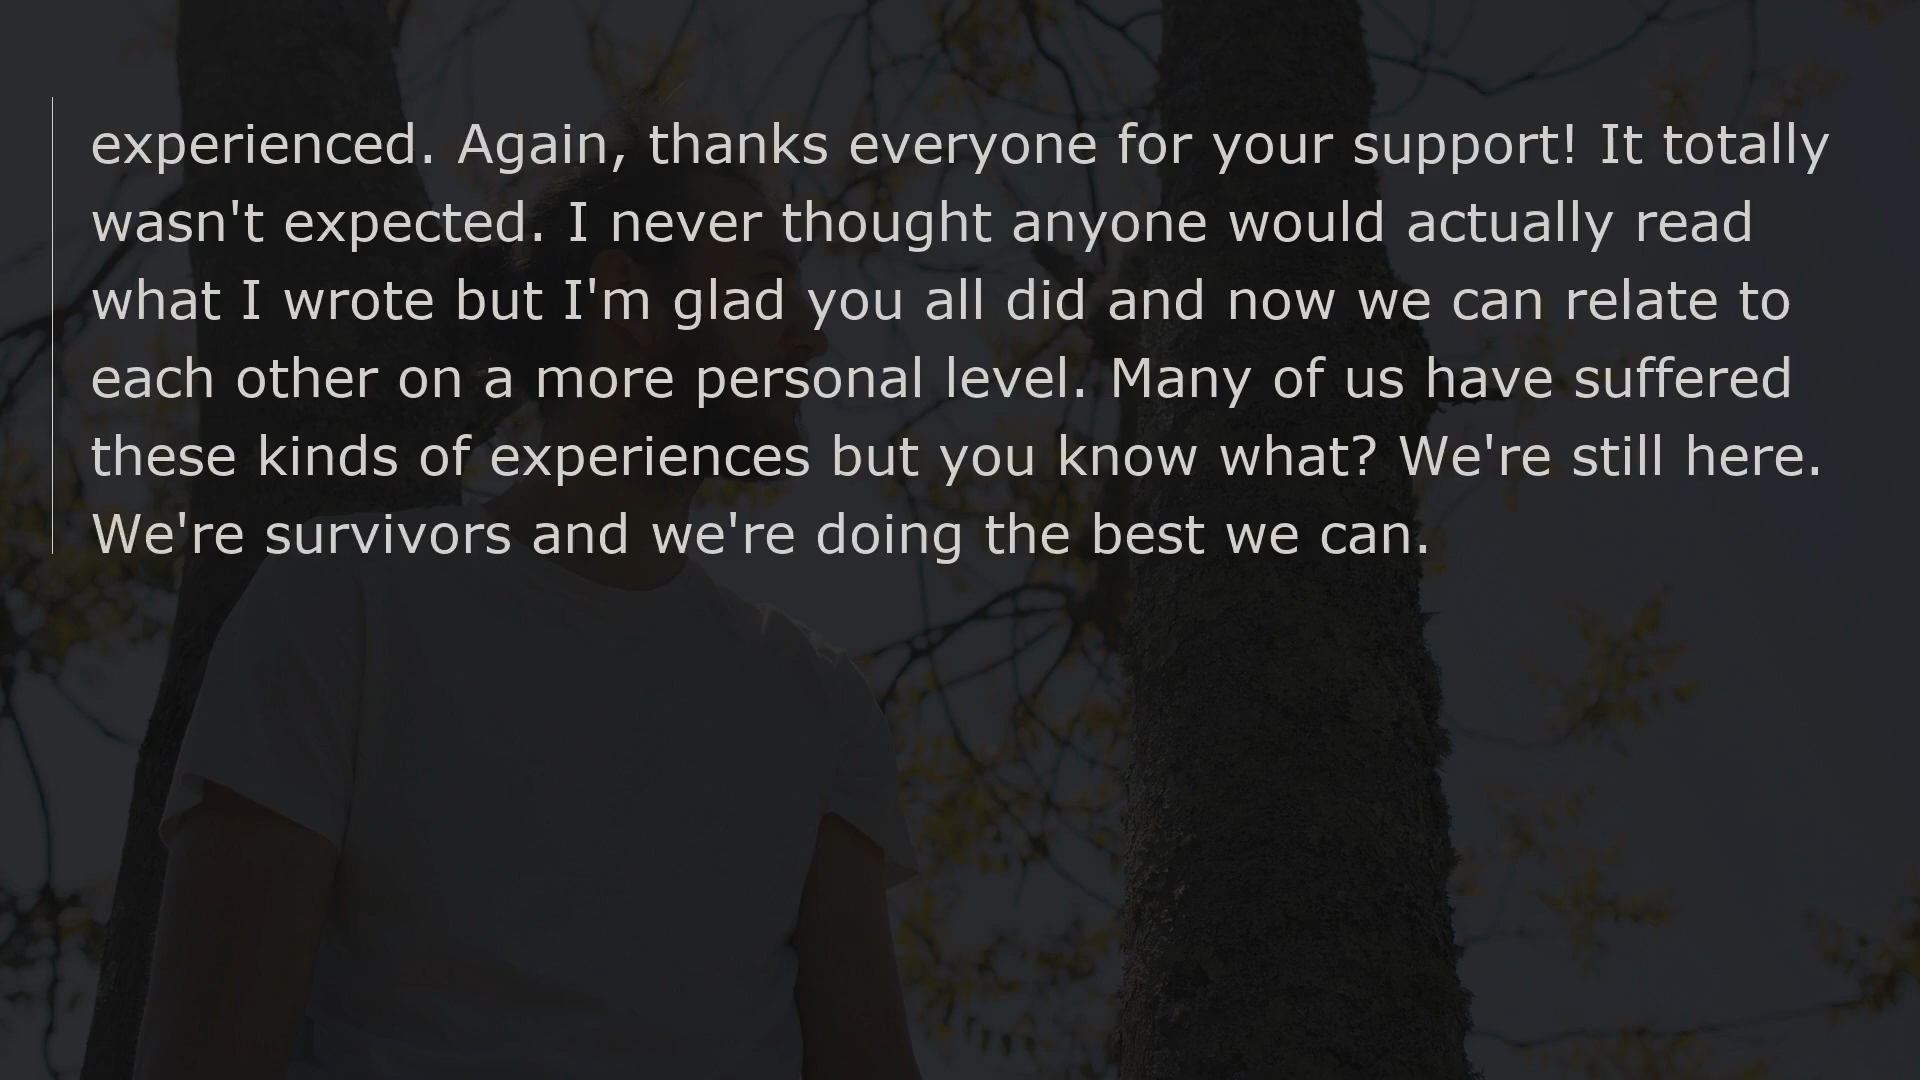 experienced. Again, thanks everyone for your support! It totally
wasn't expected. I never thought anyone would actually read
what I wrote but I'm glad you all did and now we can relate to
each other on a more personal level. Many of us have suffered
these kinds of experiences but you know what? We're still here.
We're survivors and we're doing the best we can.